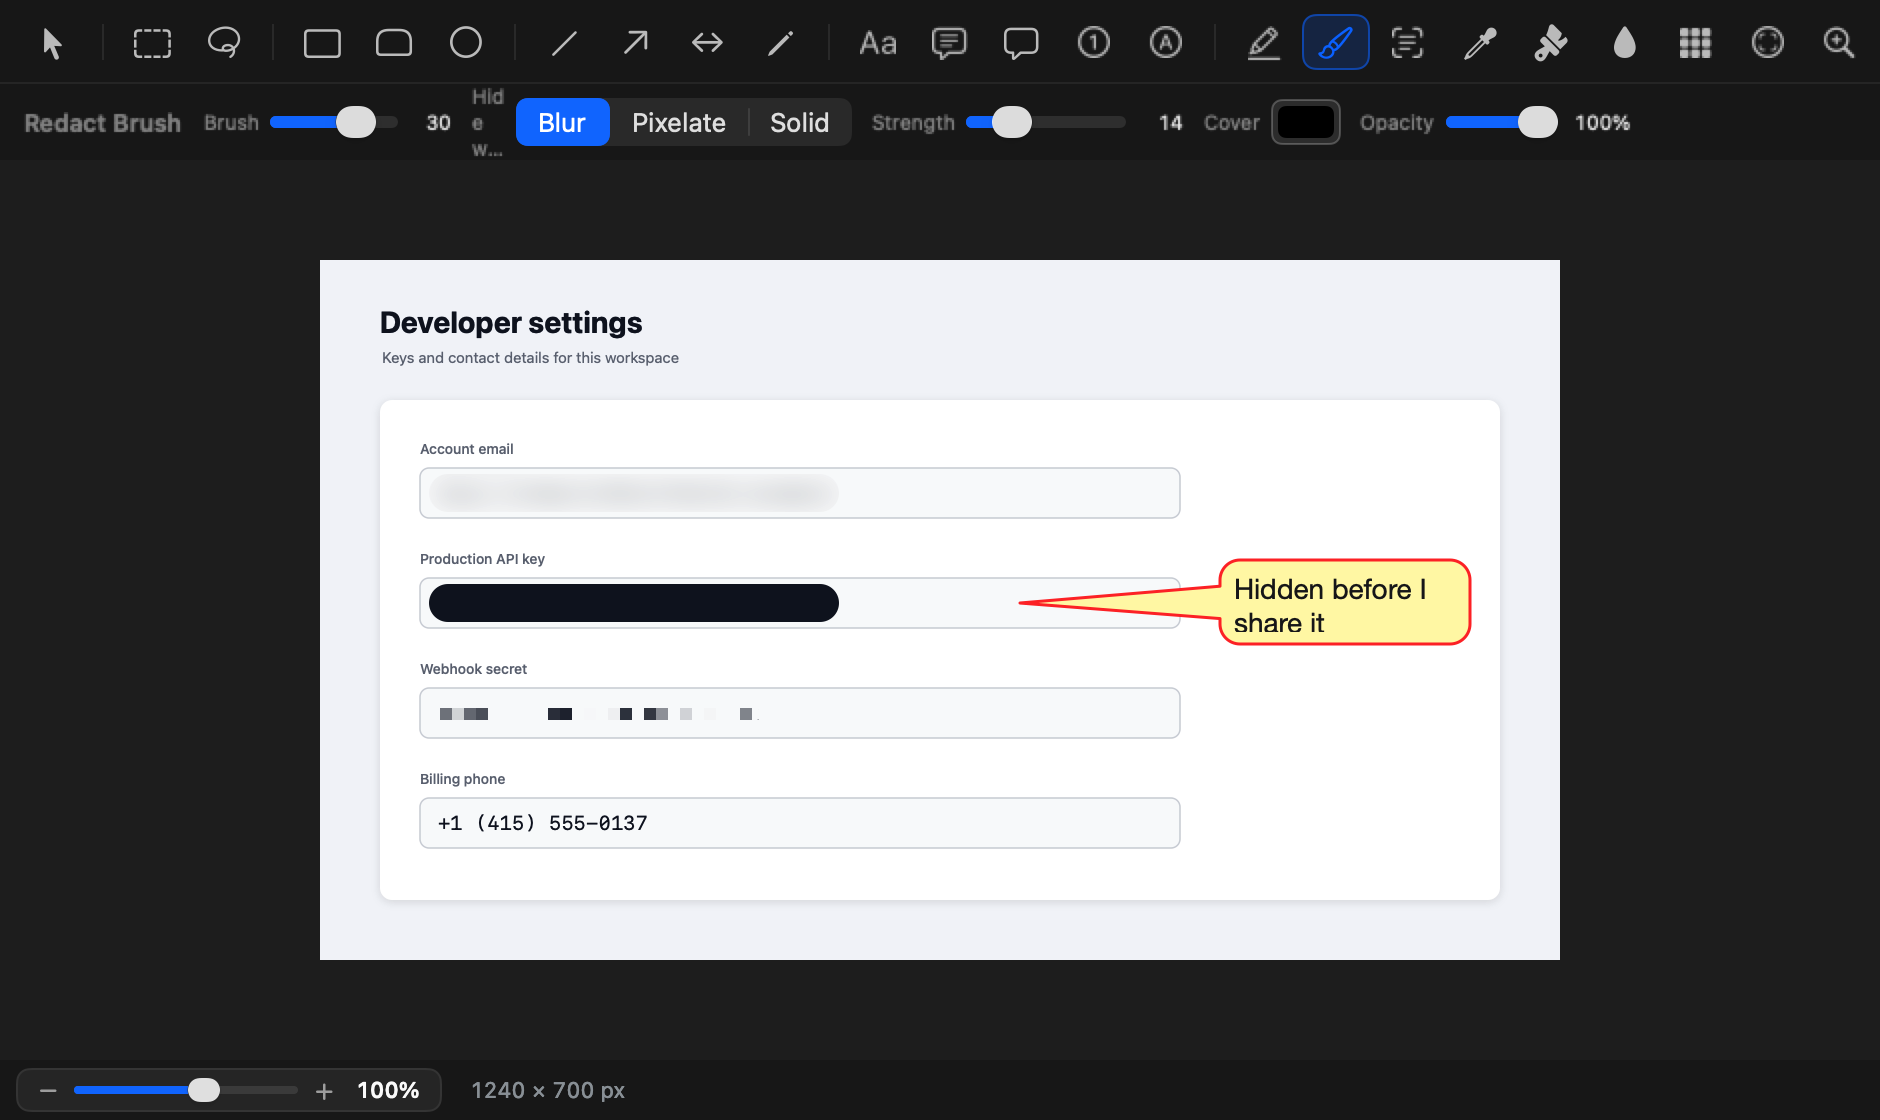 Aa
1
A
Redact Brush
Brush
30
Hid
e
w...
Blur
Pixelate
Solid
Strength
14
Cover
Opacity
100%
Developer settings
Keys and contact details for this workspace
Account email
Production API key
Hidden before I
share it
Webhook secret
Billing phone
+1 (415) 555-0137
100%
1240 × 700 px